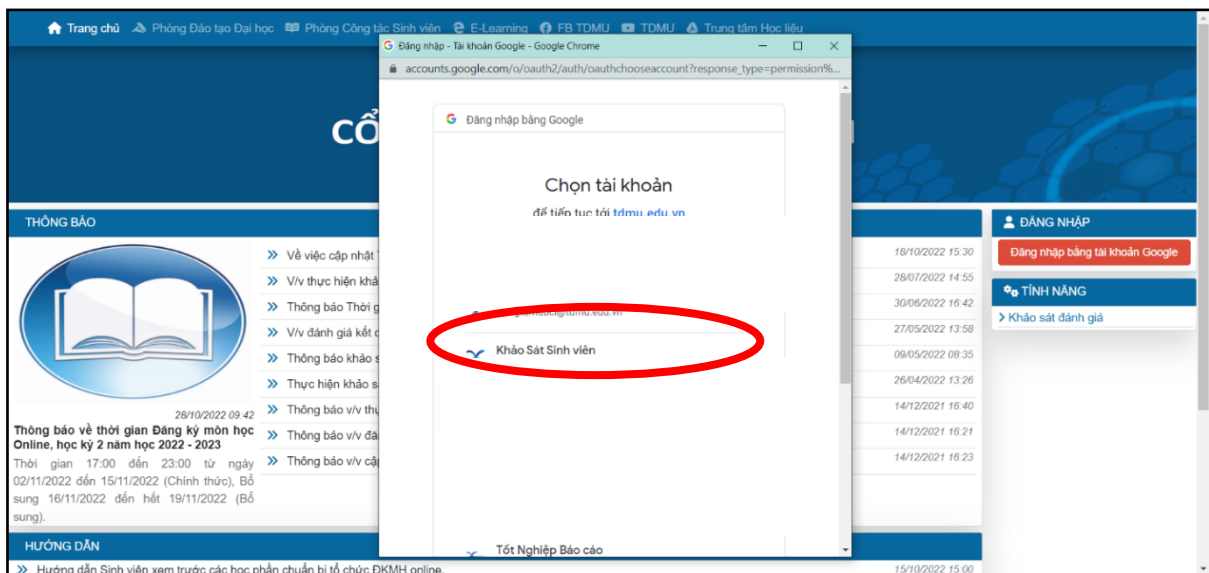 Trang chủ Phòng Đào tạo Đại học Phòng Công tác Sinh viên E-Learning FB TDMU TDMU Trung tâm Học liệu
Đăng nhập - Tài khoản Google - Google Chrome
accounts.google.com/o/oauth2/auth/oauthchooseaccount?response_type=permission%...
CỔ
Đăng nhập bằng Google
Chọn tài khoản
để tiếp tục tới tdmu.edu.vn
@tdmu.edu.vn
Khảo Sát Sinh viên
Tốt Nghiệp Báo cáo
THÔNG BÁO
28/10/2022 09:42
Thông báo về thời gian Đăng ký môn học
Online, học kỳ 2 năm học 2022 - 2023
Thời gian 17:00 đến 23:00 từ ngày
02/11/2022 đến 15/11/2022 (Chính thức), Bổ
sung 16/11/2022 đến hết 19/11/2022 (Bổ
sung).
Về việc cập nhật 18/10/2022 15:30
V/v thực hiện khả 28/07/2022 14:55
Thông báo Thời g 30/06/2022 16:42
V/v đánh giá kết 27/05/2022 13:58
Thông báo khảo s 09/05/2022 08:35
Thực hiện khảo s 26/04/2022 13:26
Thông báo v/v thự 14/12/2021 16:40
Thông báo v/v đă 14/12/2021 16:21
Thông báo v/v cậ 14/12/2021 16:23
ĐĂNG NHẬP
Đăng nhập bằng tài khoản Google
TÍNH NĂNG
Khảo sát đánh giá
HƯỚNG DẪN
Hướng dẫn Sinh viên xem trước các học phần chuẩn bị tổ chức ĐKMH online. 15/10/2022 15:00